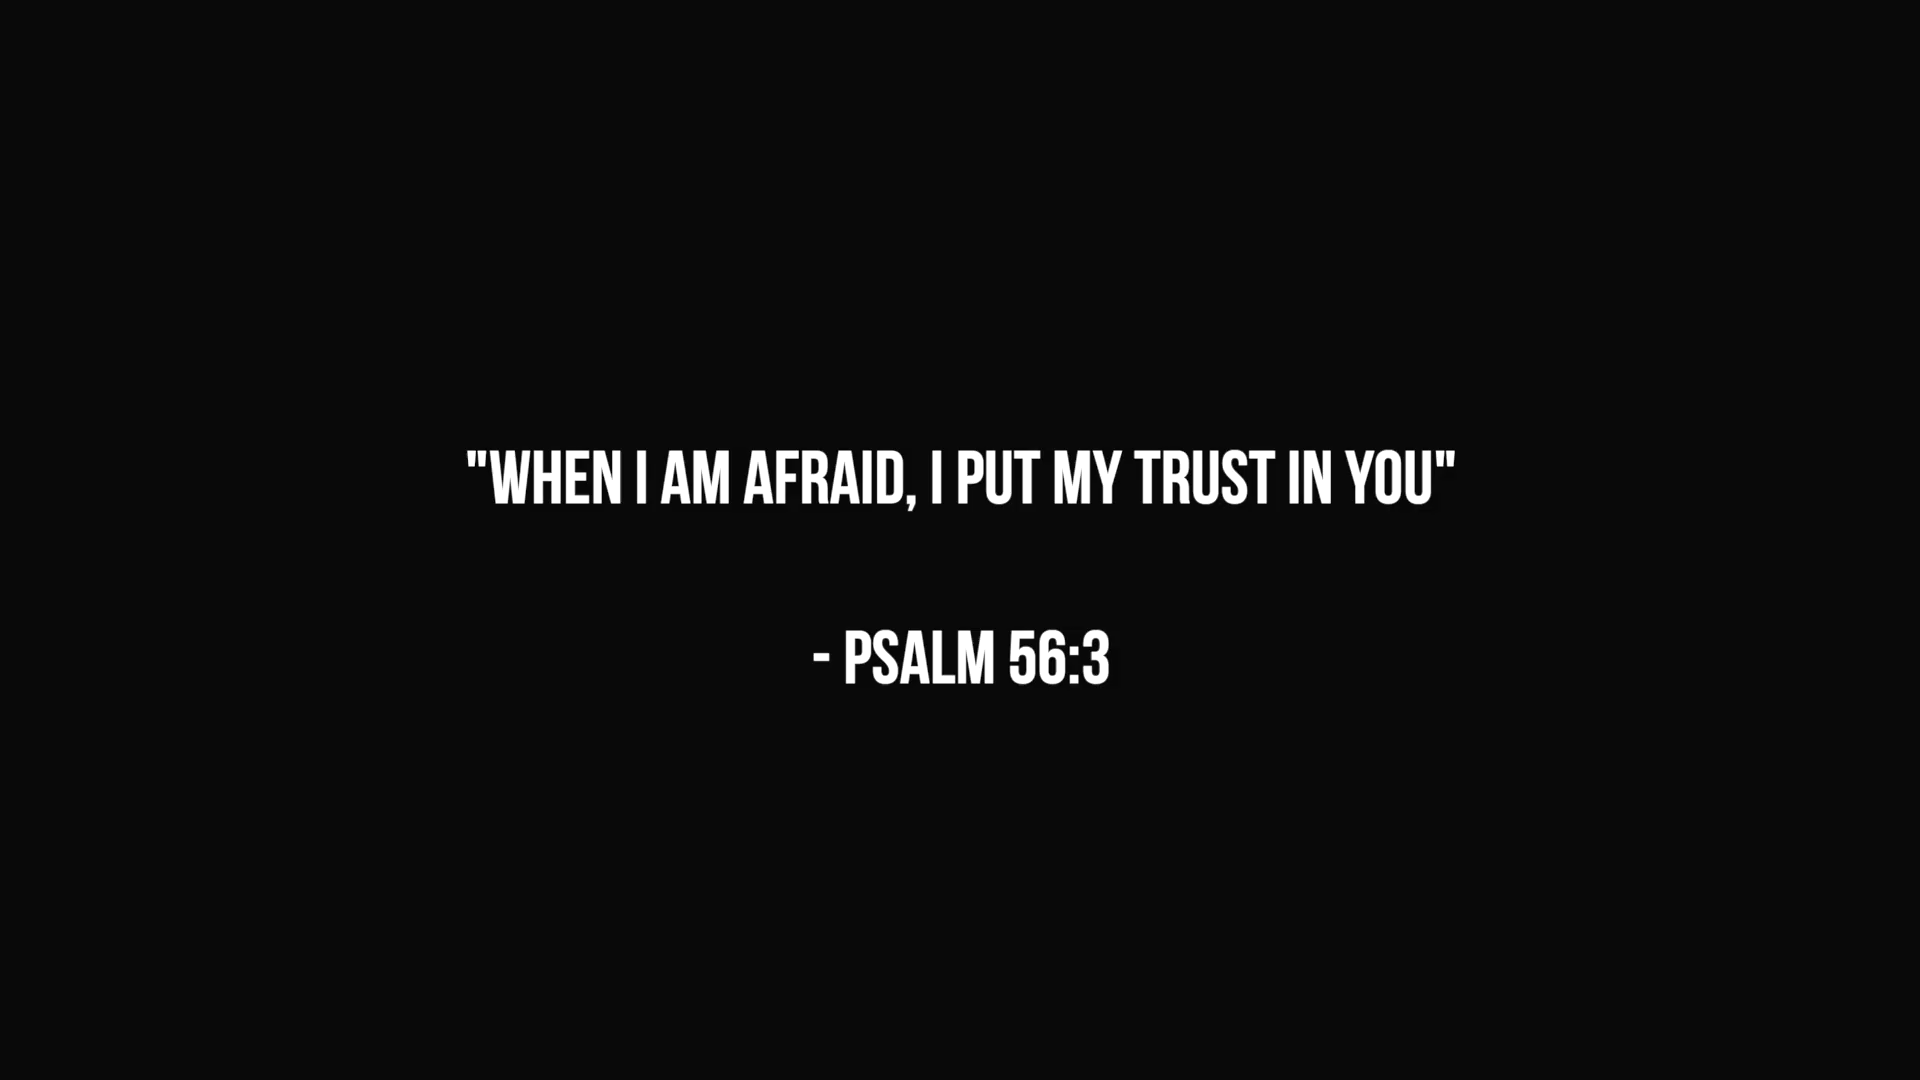 "WHEN I AM AFRAID, I PUT MY TRUST IN YOU"
- PSALM 56:3